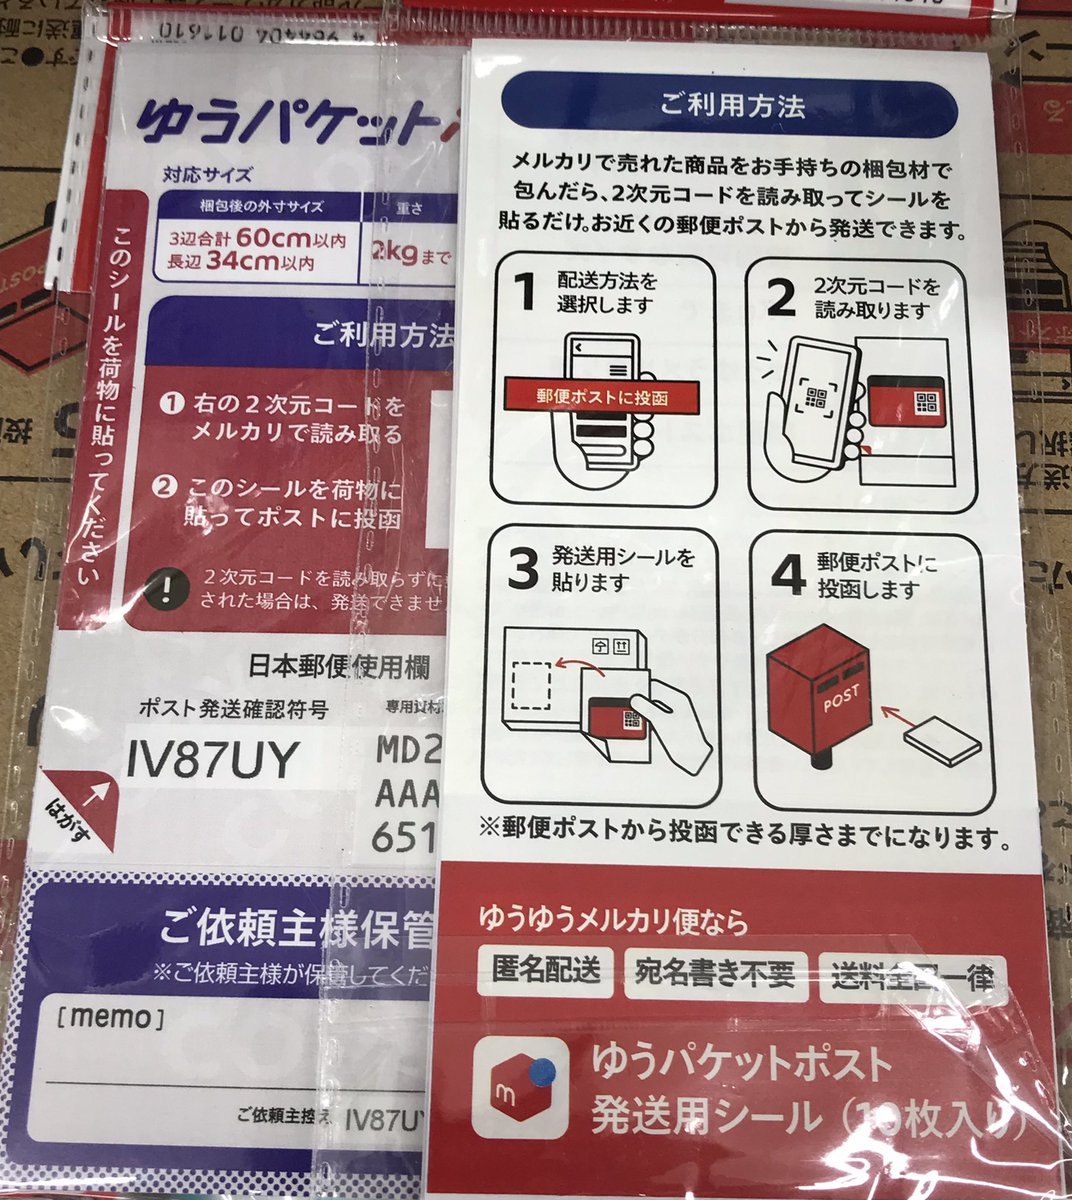 ゆうパケット
対応サイズ
梱包後の外寸サイズ
重さ
3辺合計 60cm以内
長辺 34cm以内
2kgまで
このシールを荷物に貼ってください
ご利用方法
❶ 右の2次元コードを
メルカリで読み取る
❷ このシールを荷物に
貼ってポストに投函
! 2次元コードを読み取らずに
された場合は、発送できませ
日本郵便使用欄
ポスト発送確認符号
専用資材
IV87UY
MD2
AAA
651
はがす
ご依頼主様保管
※ご依頼主様が保管してくだ
[memo]
ご依頼主控え IV87U
ご利用方法
メルカリで売れた商品をお手持ちの梱包材で
包んだら、2次元コードを読み取ってシールを
貼るだけ。お近くの郵便ポストから発送できます。
1 配送方法を
選択します
郵便ポストに投函
2 2次元コードを
読み取ります
3 発送用シールを
貼ります
4 郵便ポストに
投函します
POST
※郵便ポストから投函できる厚さまでになります。
ゆうゆうメルカリ便なら
匿名配送 宛名書き不要 送料全国一律
m
ゆうパケットポスト
発送用シール(10枚入り)